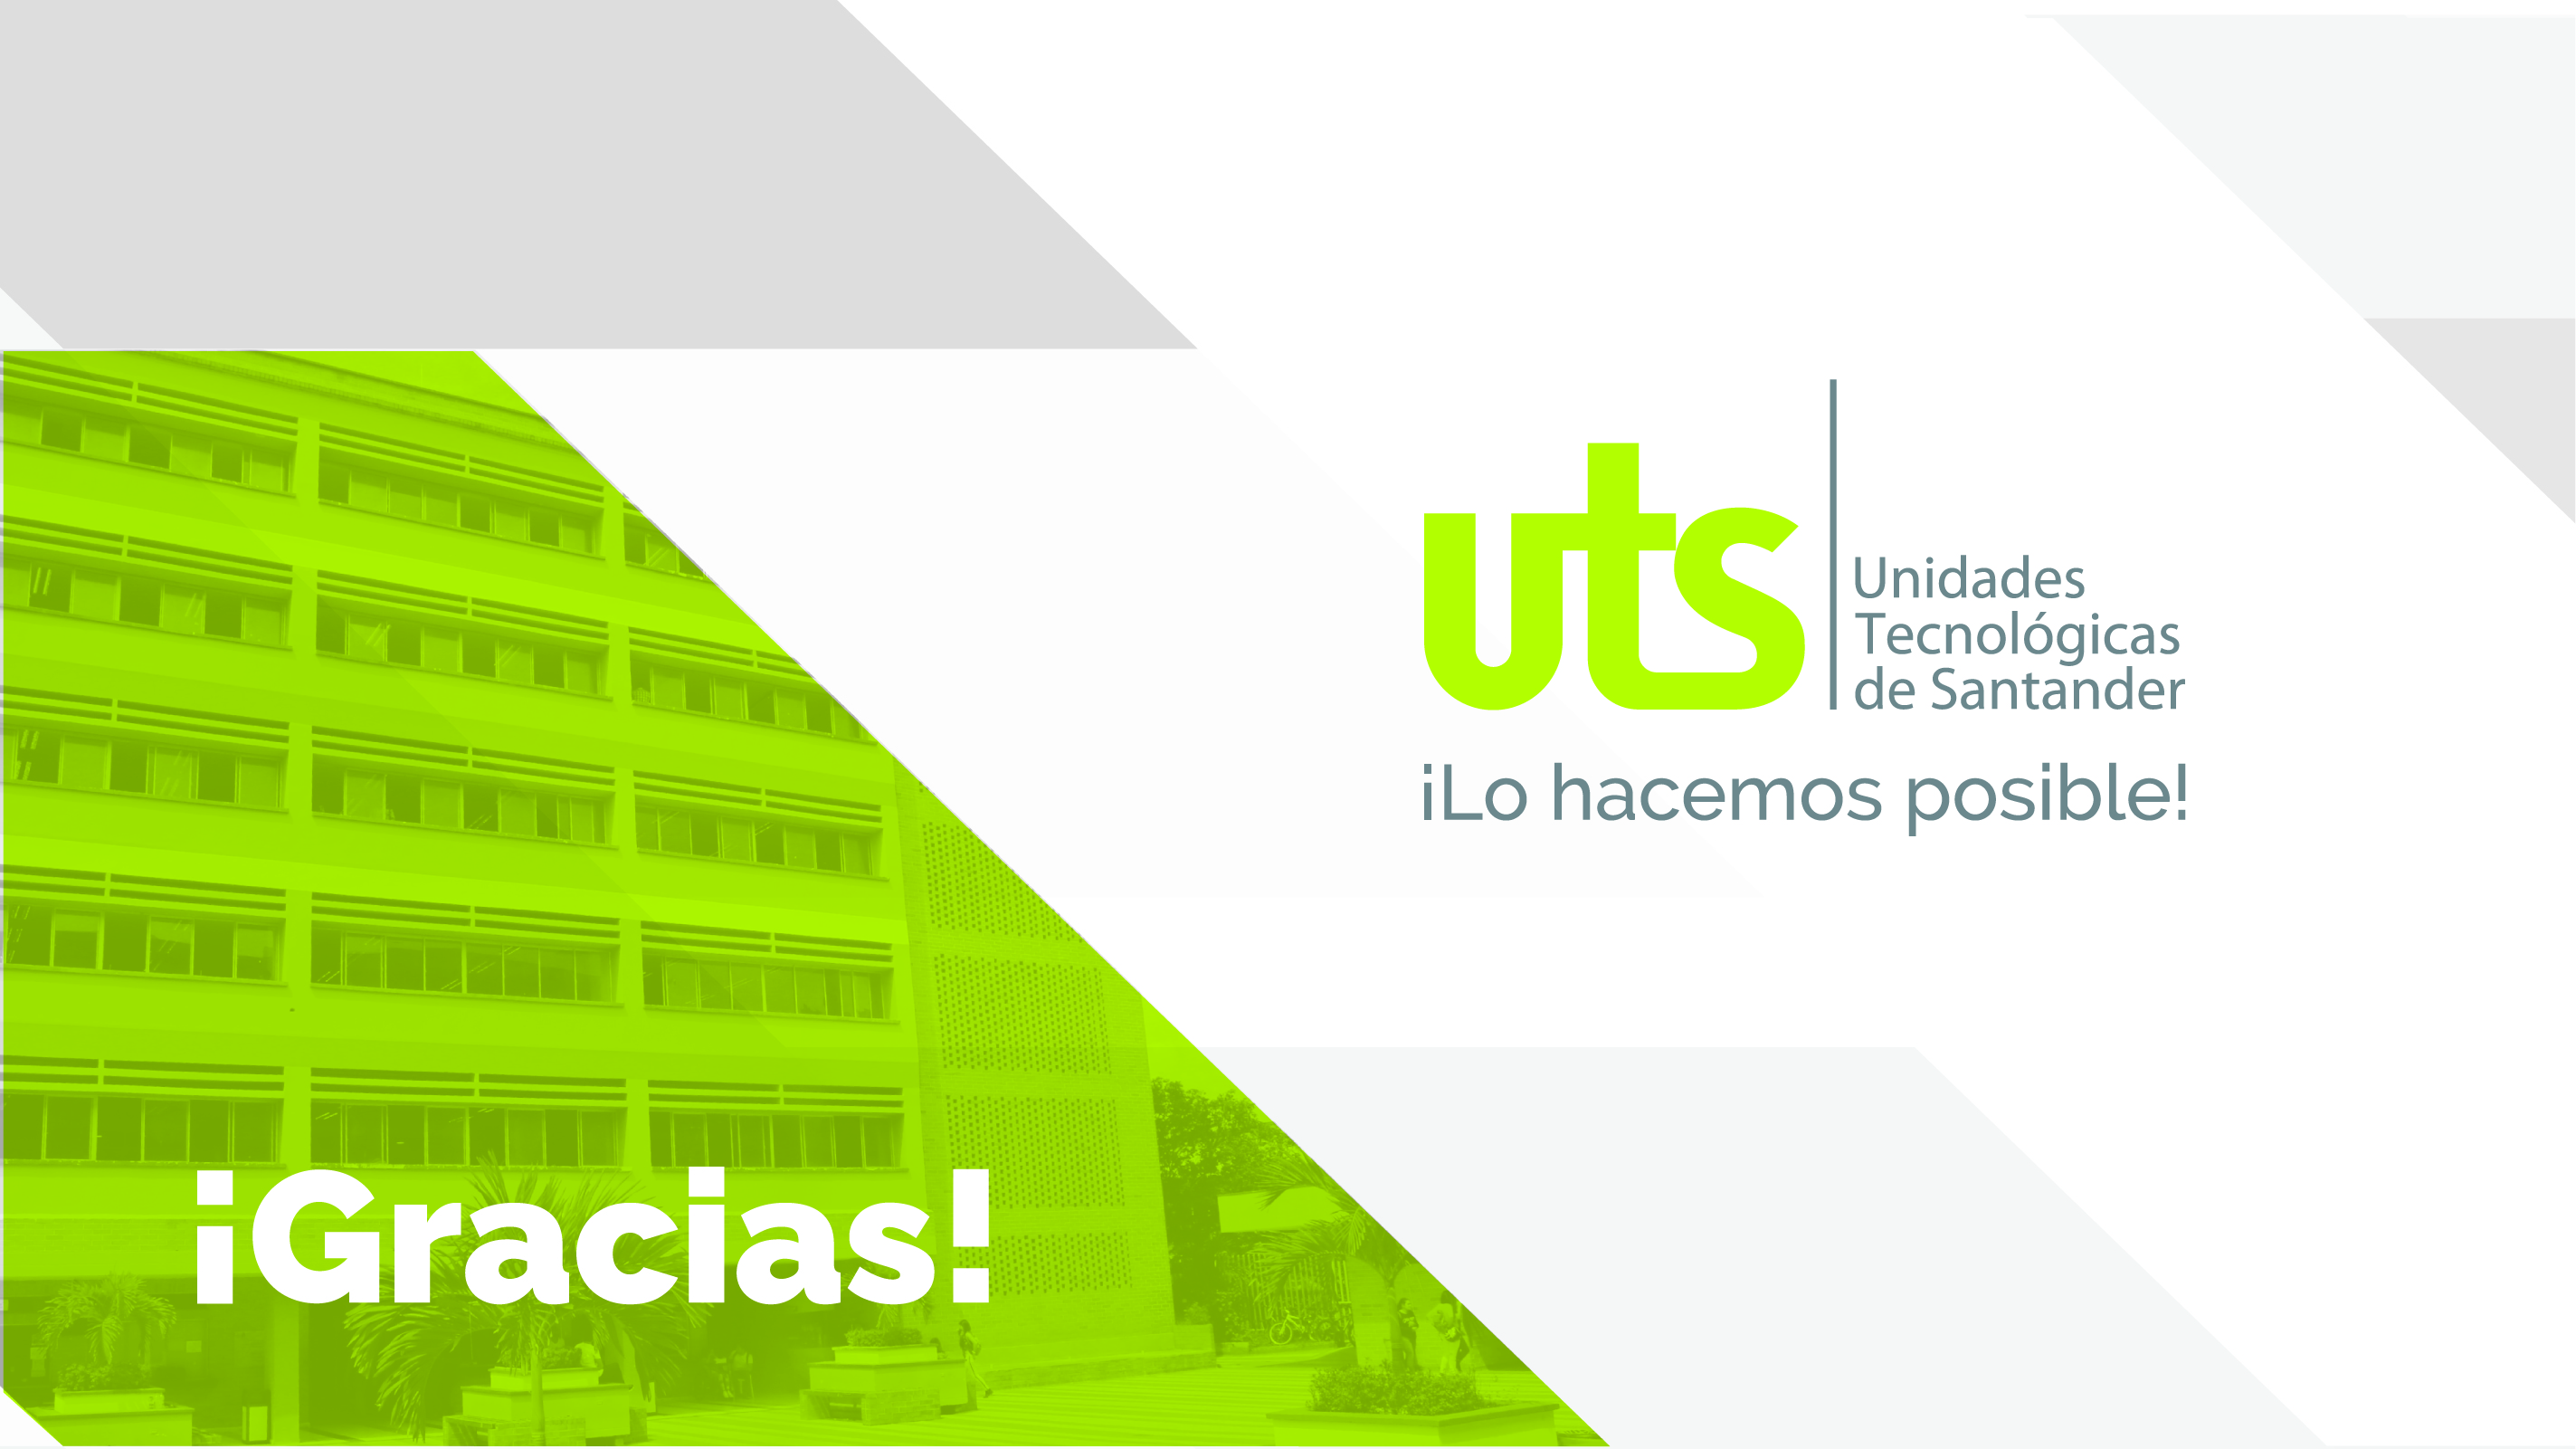 uts
Unidades
Tecnológicas
de Santander
¡Lo hacemos posible!
¡Gracias!